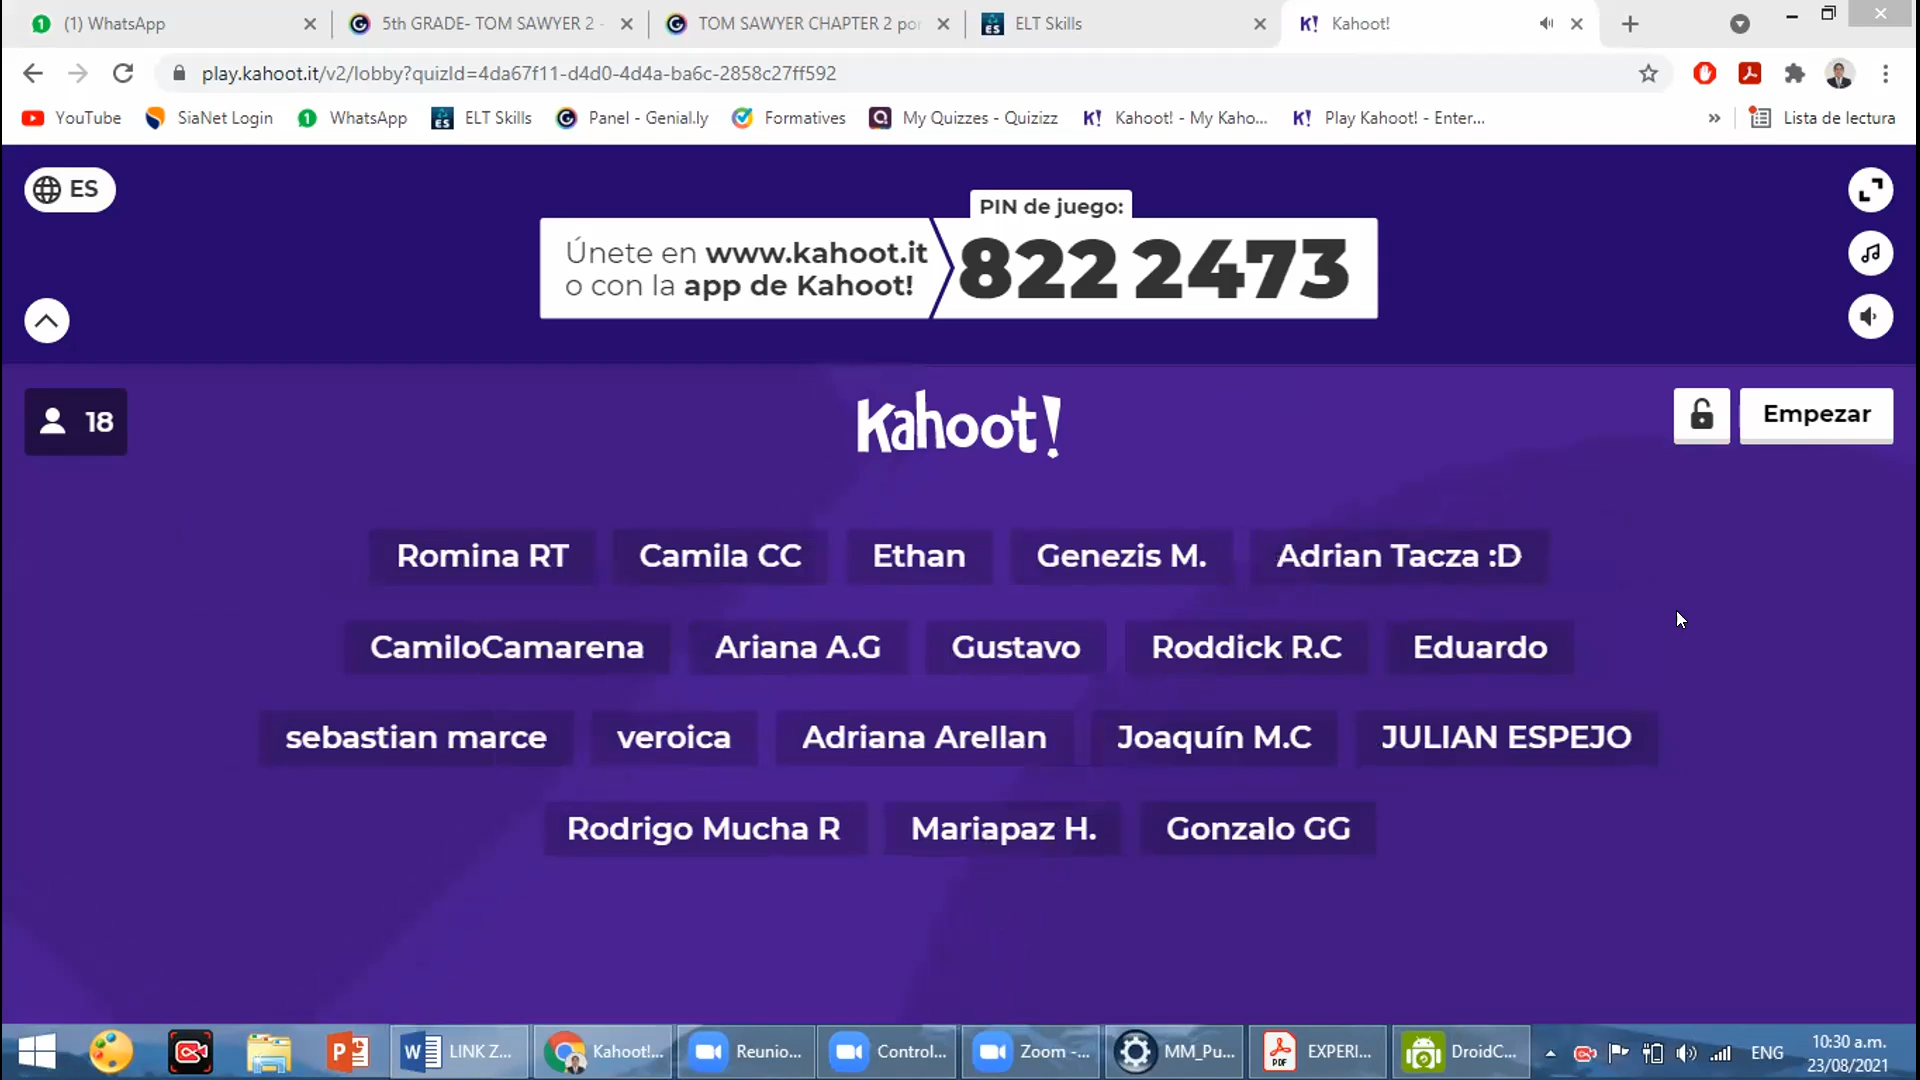 (1) WhatsApp
5th GRADE- TOM SAWYER 2 -
TOM SAWYER CHAPTER 2 por
ELT Skills
Kahoot!
play.kahoot.it/v2/lobby?quizId=4da67f11-d4d0-4d4a-ba6c-2858c27ff592
YouTube SiaNet Login WhatsApp ELT Skills Panel - Genial.ly Formatives My Quizzes - Quizizz Kahoot! - My Kaho... Play Kahoot! - Enter... » Lista de lectura
ES
PIN de juego:
Únete en www.kahoot.it
o con la app de Kahoot!
822 2473
18
Kahoot!
Empezar
Romina RT Camila CC Ethan Genezis M. Adrian Tacza :D
CamiloCamarena Ariana A.G Gustavo Roddick R.C Eduardo
sebastian marce veroica Adriana Arellan Joaquín M.C JULIAN ESPEJO
Rodrigo Mucha R Mariapaz H. Gonzalo GG
LINK Z... Kahoot!... Reunio... Control... Zoom -... MM_Pu... EXPERI... DroidC... ENG
10:30 a.m.
23/08/2021